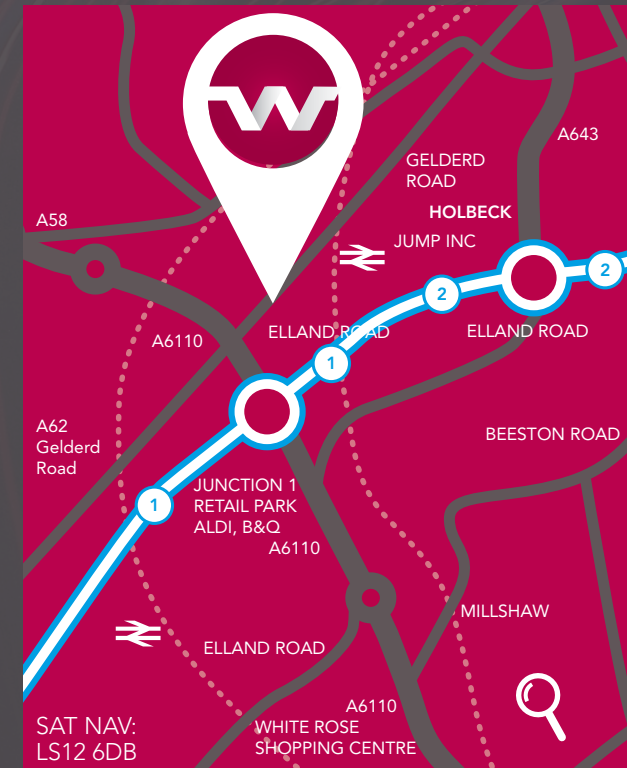 W
A643
GELDERD
ROAD
HOLBECK
A58
JUMP INC
2
2
ELLAND ROAD
ELLAND ROAD
A6110
1
A62
Gelderd
Road
BEESTON ROAD
JUNCTION 1
RETAIL PARK
ALDI, B&Q
1
A6110
MILLSHAW
ELLAND ROAD
A6110
SAT NAV:
LS12 6DB
WHITE ROSE
SHOPPING CENTRE